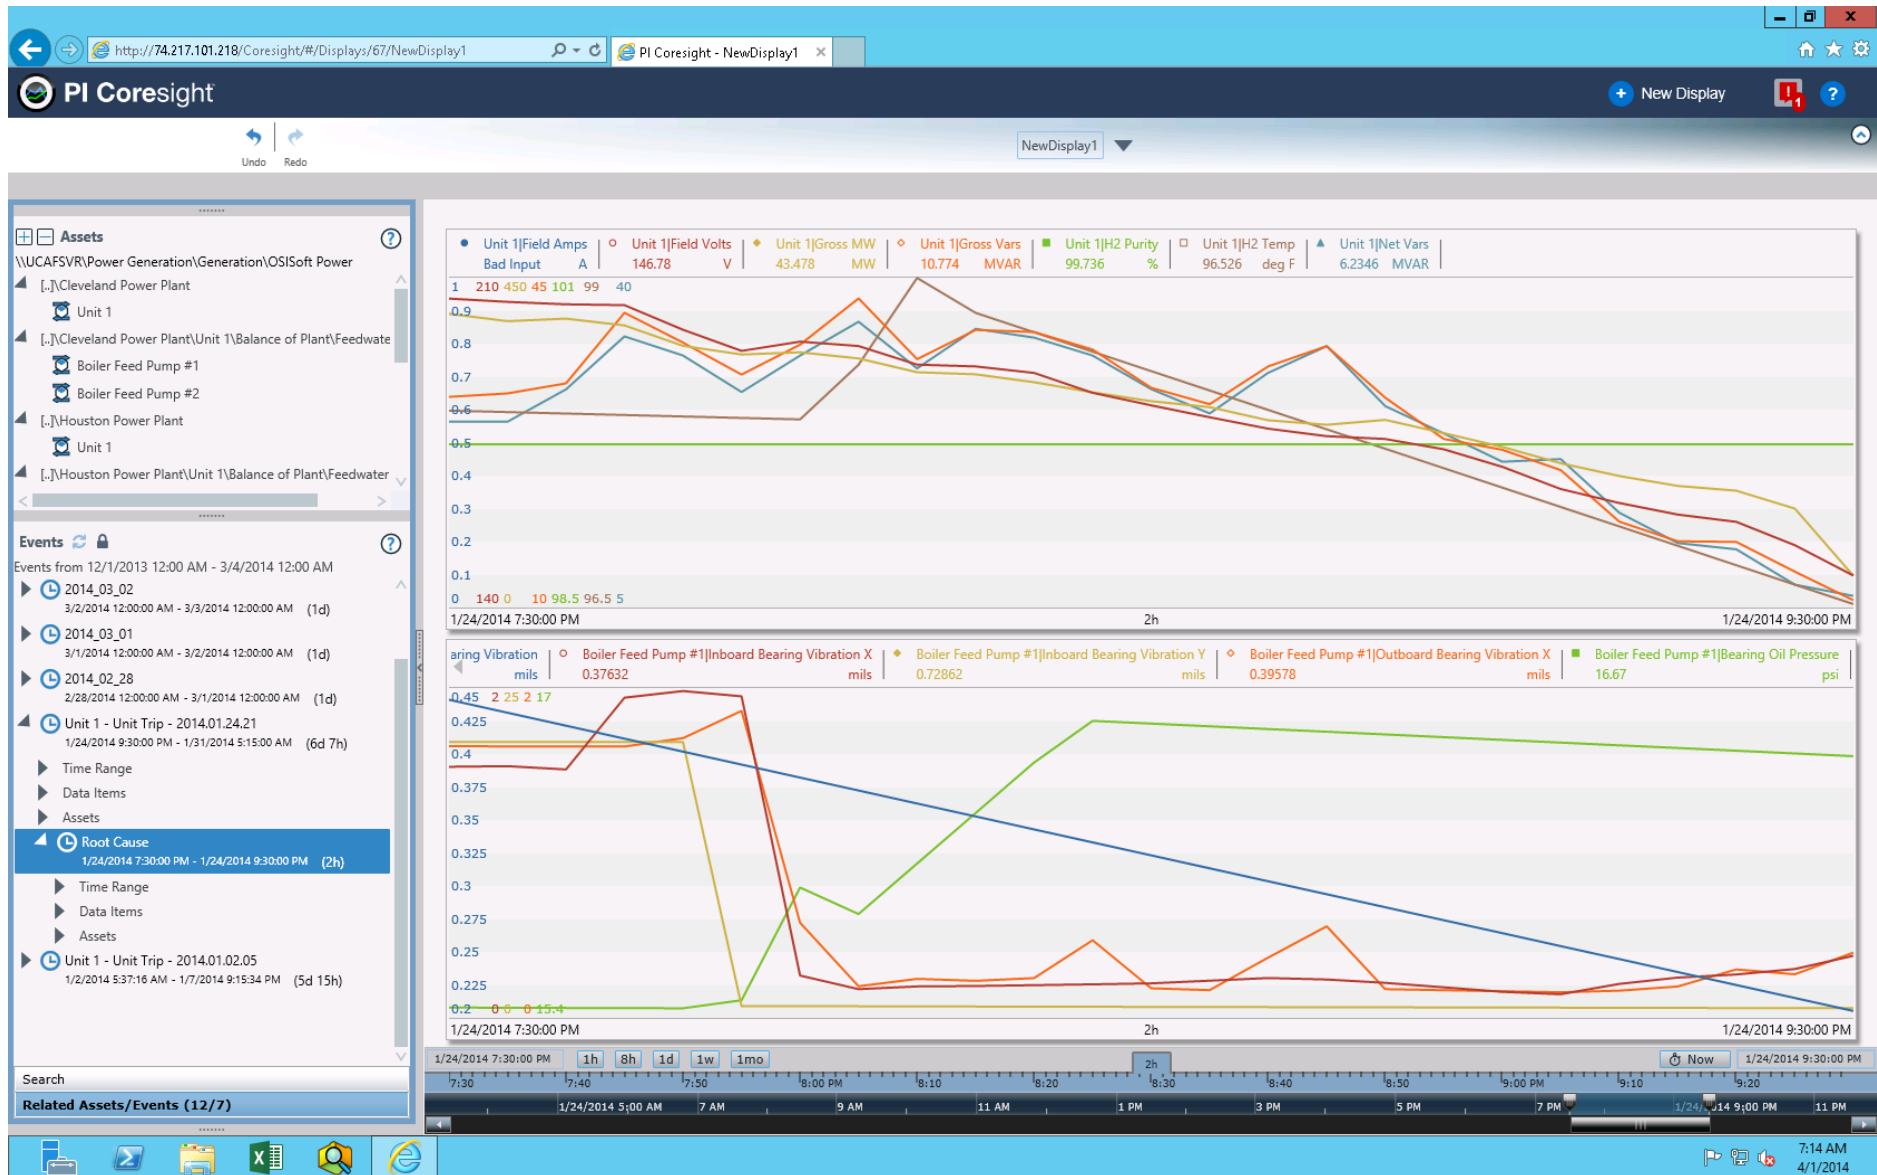 http://74.217.101.218/Coresight/#/Displays/67/NewDisplay1
PI Coresight - NewDisplay1
PI Coresight
New Display
1
?
Undo Redo
NewDisplay1
Assets
?
\\UCAFSVR\Power Generation\Generation\OSISoft Power
[..]\Cleveland Power Plant
Unit 1
[..]\Cleveland Power Plant\Unit 1\Balance of Plant\Feedwate
Boiler Feed Pump #1
Boiler Feed Pump #2
[..]\Houston Power Plant
Unit 1
[..]\Houston Power Plant\Unit 1\Balance of Plant\Feedwater
Events
?
Events from 12/1/2013 12:00 AM - 3/4/2014 12:00 AM
2014_03_02
3/2/2014 12:00:00 AM - 3/3/2014 12:00:00 AM (1d)
2014_03_01
3/1/2014 12:00:00 AM - 3/2/2014 12:00:00 AM (1d)
2014_02_28
2/28/2014 12:00:00 AM - 3/1/2014 12:00:00 AM (1d)
Unit 1 - Unit Trip - 2014.01.24.21
1/24/2014 9:30:00 PM - 1/31/2014 5:15:00 AM (6d 7h)
Time Range
Data Items
Assets
Root Cause
1/24/2014 7:30:00 PM - 1/24/2014 9:30:00 PM (2h)
Time Range
Data Items
Assets
Unit 1 - Unit Trip - 2014.01.02.05
1/2/2014 5:37:16 AM - 1/7/2014 9:15:34 PM (5d 15h)
Search
Related Assets/Events (12/7)
Unit 1|Field Amps Unit 1|Field Volts Unit 1|Gross MW Unit 1|Gross Vars Unit 1|H2 Purity Unit 1|H2 Temp Unit 1|Net Vars
Bad Input A 146.78 V 43.478 MW 10.774 MVAR 99.736 % 96.526 deg F 6.2346 MVAR
1 210 450 45 101 99 40
0.9
0.8
0.7
0.6
0.5
0.4
0.3
0.2
0.1
0 140 0 10 98.5 96.5 5
1/24/2014 7:30:00 PM 2h 1/24/2014 9:30:00 PM
aring Vibration Boiler Feed Pump #1|Inboard Bearing Vibration X Boiler Feed Pump #1|Inboard Bearing Vibration Y Boiler Feed Pump #1|Outboard Bearing Vibration X Boiler Feed Pump #1|Bearing Oil Pressure
mils 0.37632 mils 0.72862 mils 0.39578 mils 16.67 psi
0.45 2 25 2 17
0.425
0.4
0.375
0.35
0.325
0.3
0.275
0.25
0.225
0.2 0 0 0 15.4
1/24/2014 7:30:00 PM 2h 1/24/2014 9:30:00 PM
1/24/2014 7:30:00 PM 1h 8h 1d 1w 1mo 2h Now 1/24/2014 9:30:00 PM
7:30 7:40 7:50 8:00 PM 8:10 8:20 8:30 8:40 8:50 9:00 PM 9:10 9:20
1/24/2014 5:00 AM 7 AM 9 AM 11 AM 1 PM 3 PM 5 PM 7 PM 9:00 PM 11 PM
7:14 AM
4/1/2014